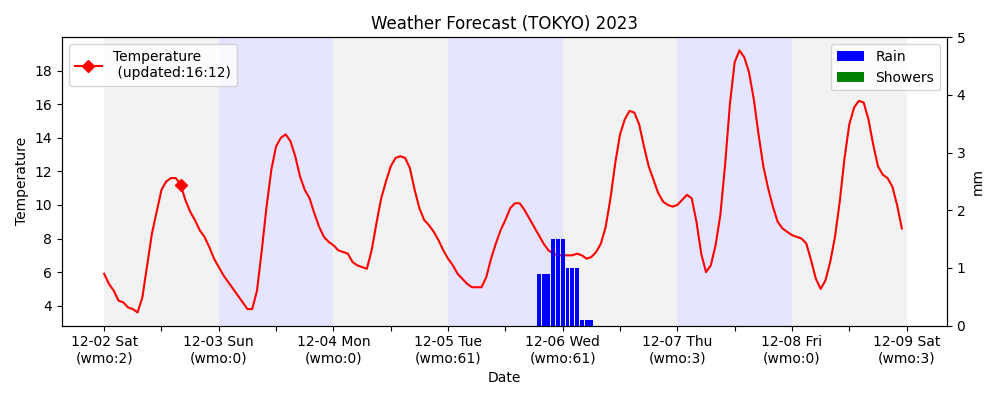 Weather Forecast (TOKYO) 2023
Temperature
(updated:16:12)
Rain
Showers
Temperature
18
16
14
12
10
8
6
4
5
4
3
2
1
0
mm
12-02 Sat
(wmo:2)
12-03 Sun
(wmo:0)
12-04 Mon
(wmo:0)
12-05 Tue
(wmo:61)
12-06 Wed
(wmo:61)
12-07 Thu
(wmo:3)
12-08 Fri
(wmo:0)
12-09 Sat
(wmo:3)
Date